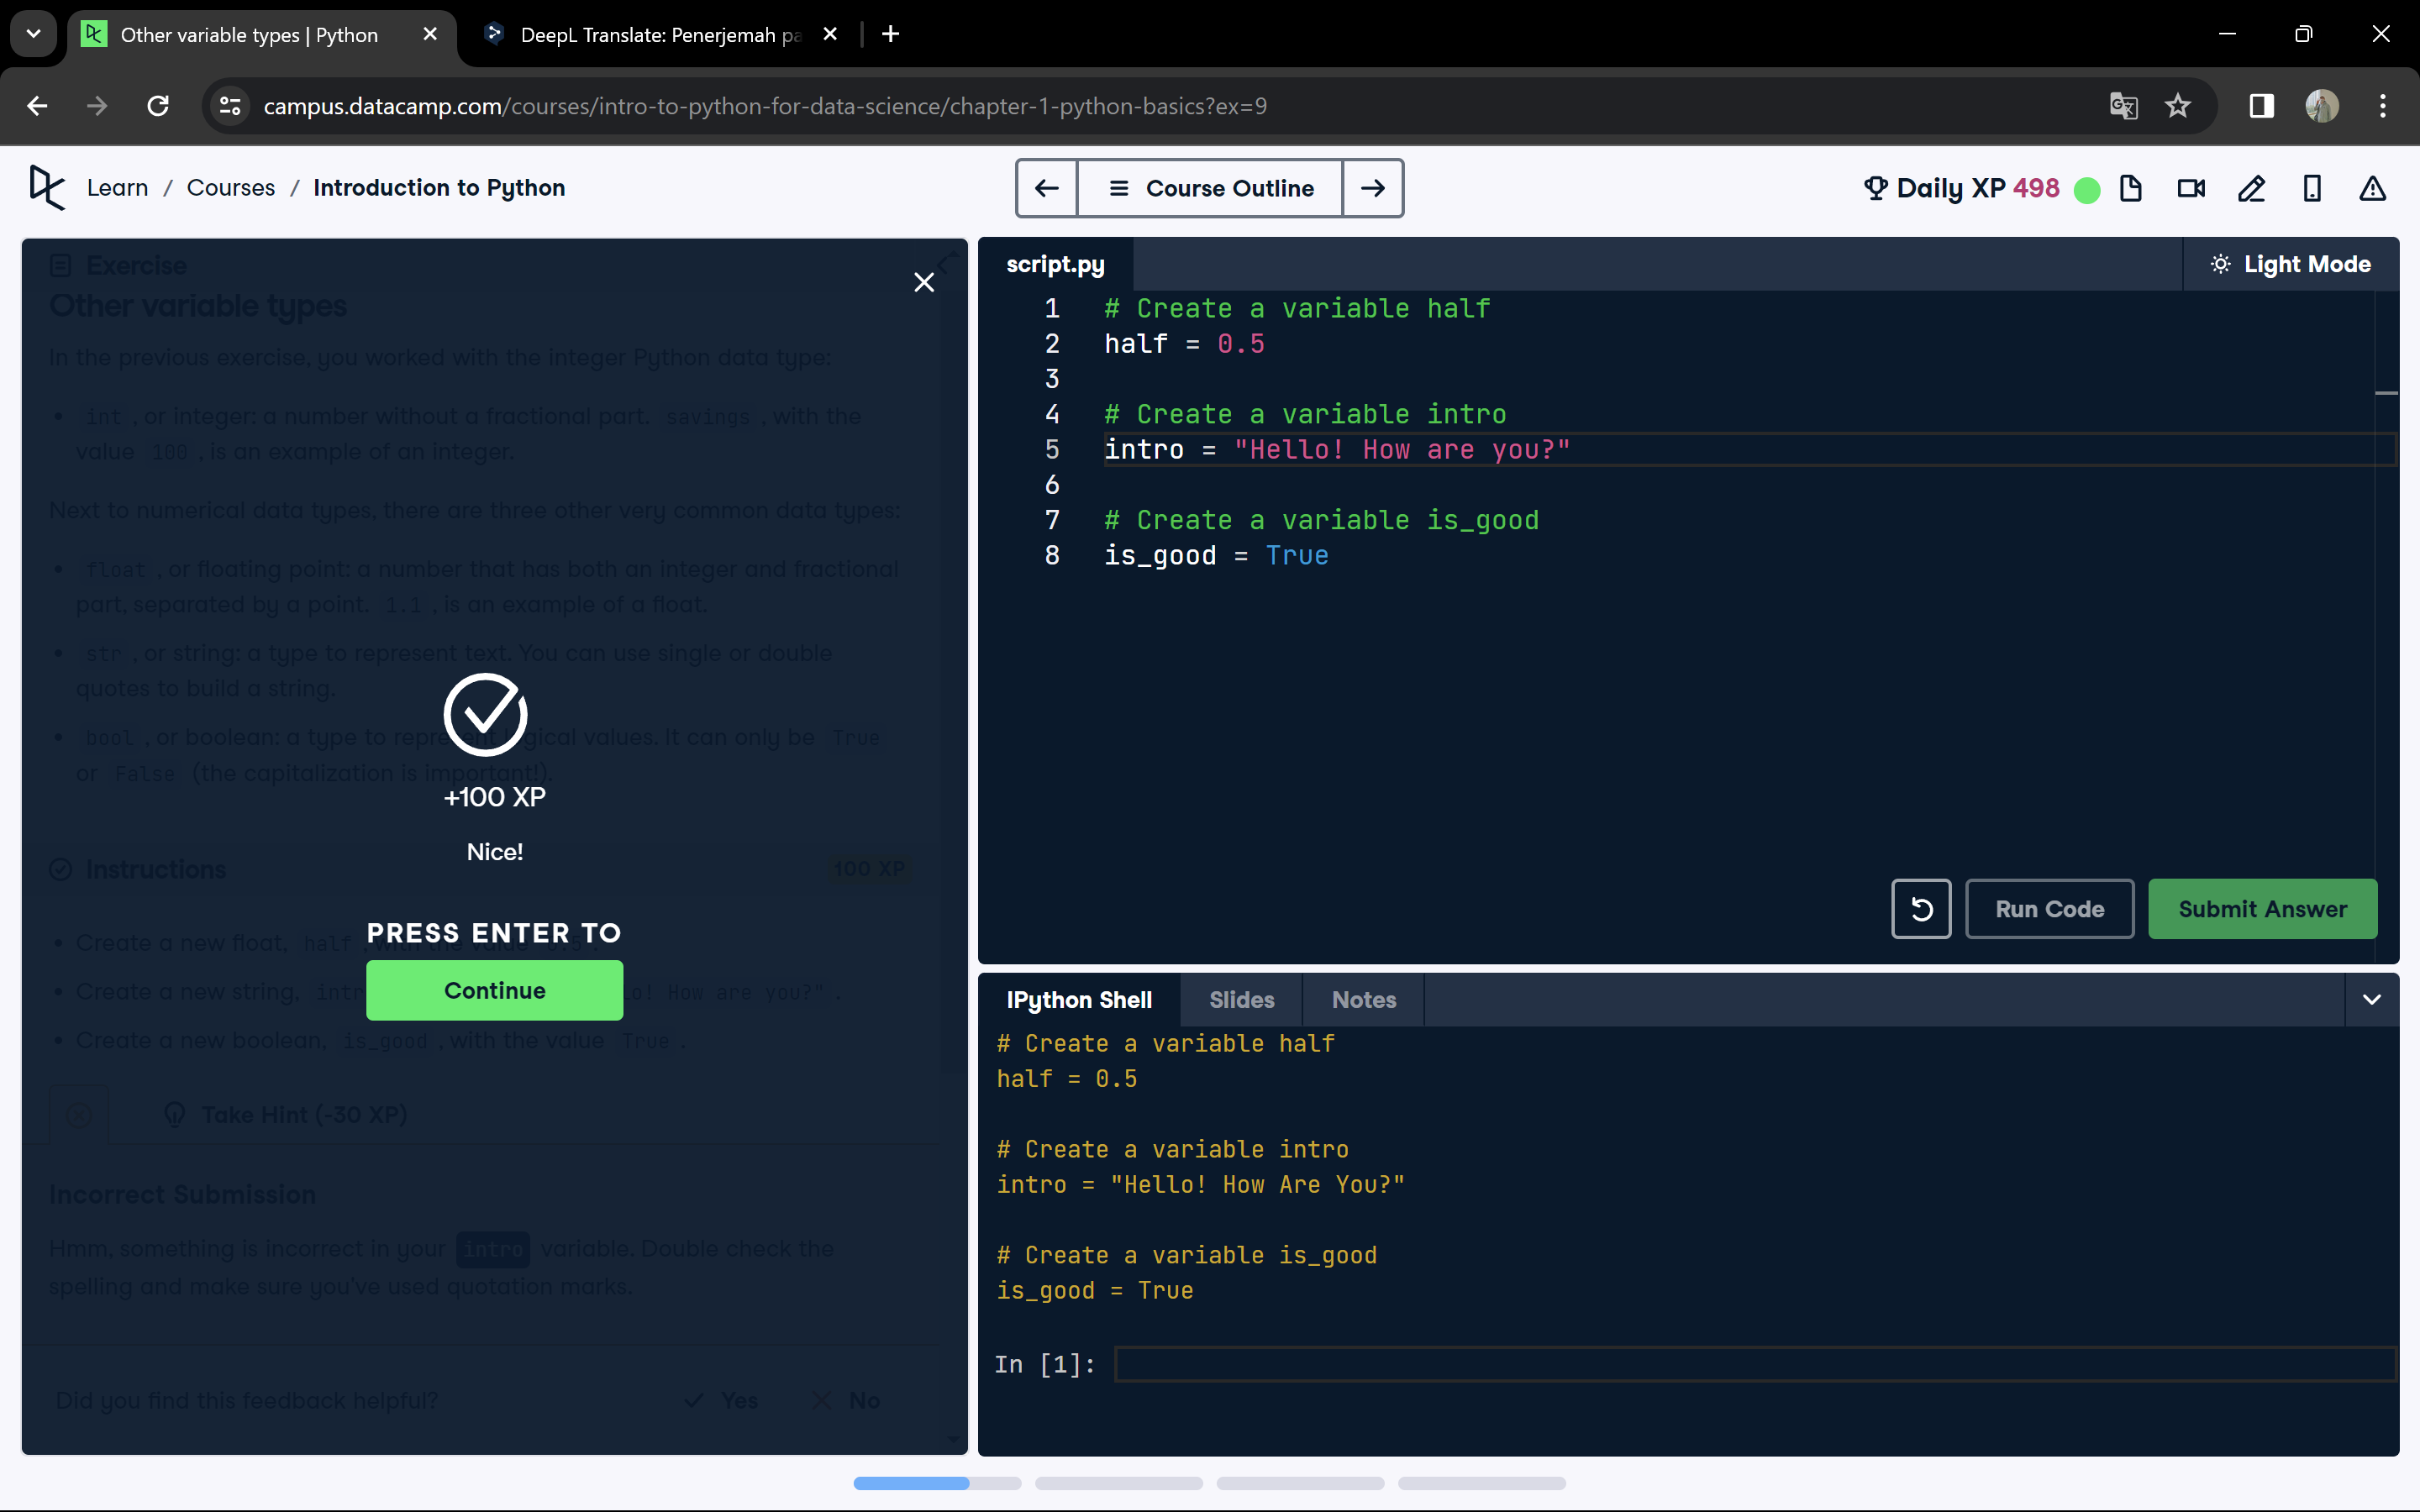 Other variable types | Python
DeepL Translate: Penerjemah pa
campus.datacamp.com/courses/intro-to-python-for-data-science/chapter-1-python-basics?ex=9
Learn / Courses / Introduction to Python
Course Outline
Daily XP 498
Exercise
Other variable types
In the previous exercise, you worked with the integer Python data type:
• int , or integer: a number without a fractional part. savings , with the
value 100 , is an example of an integer.
Next to numerical data types, there are three other very common data types:
• float , or floating point: a number that has both an integer and fractional
part, separated by a point. 1.1 , is an example of a float.
• str , or string: a type to represent text. You can use single or double
quotes to build a string.
• bool , or boolean: a type to represent logical values. It can only be True
or False (the capitalization is important!).
+100 XP
Nice!
Instructions
100 XP
PRESS ENTER TO
Continue
• Create a new float, half , with the value 0.5 .
• Create a new string, intr lo! How are you?" .
• Create a new boolean, is_good , with the value True .
Take Hint (-30 XP)
Incorrect Submission
Hmm, something is incorrect in your intro variable. Double check the
spelling and make sure you've used quotation marks.
Did you find this feedback helpful?
Yes
No
script.py
Light Mode
1 # Create a variable half
2 half = 0.5
3
4 # Create a variable intro
5 intro = "Hello! How are you?"
6
7 # Create a variable is_good
8 is_good = True
Run Code
Submit Answer
IPython Shell
Slides
Notes
# Create a variable half
half = 0.5
# Create a variable intro
intro = "Hello! How Are You?"
# Create a variable is_good
is_good = True
In [1]: